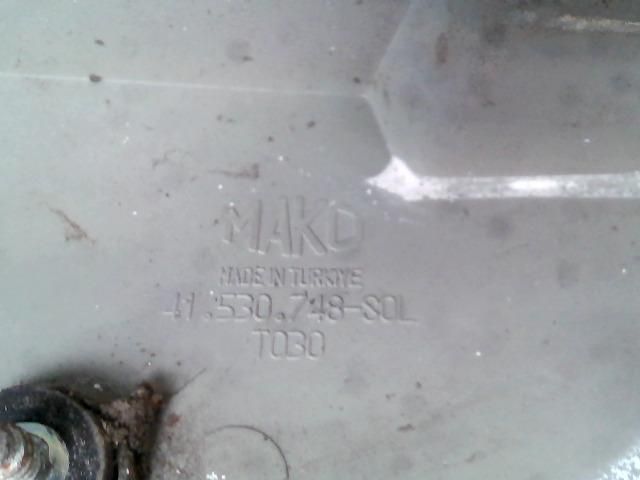 MAKO
MADE IN TURKIYE
41.530.748-SOL
T030